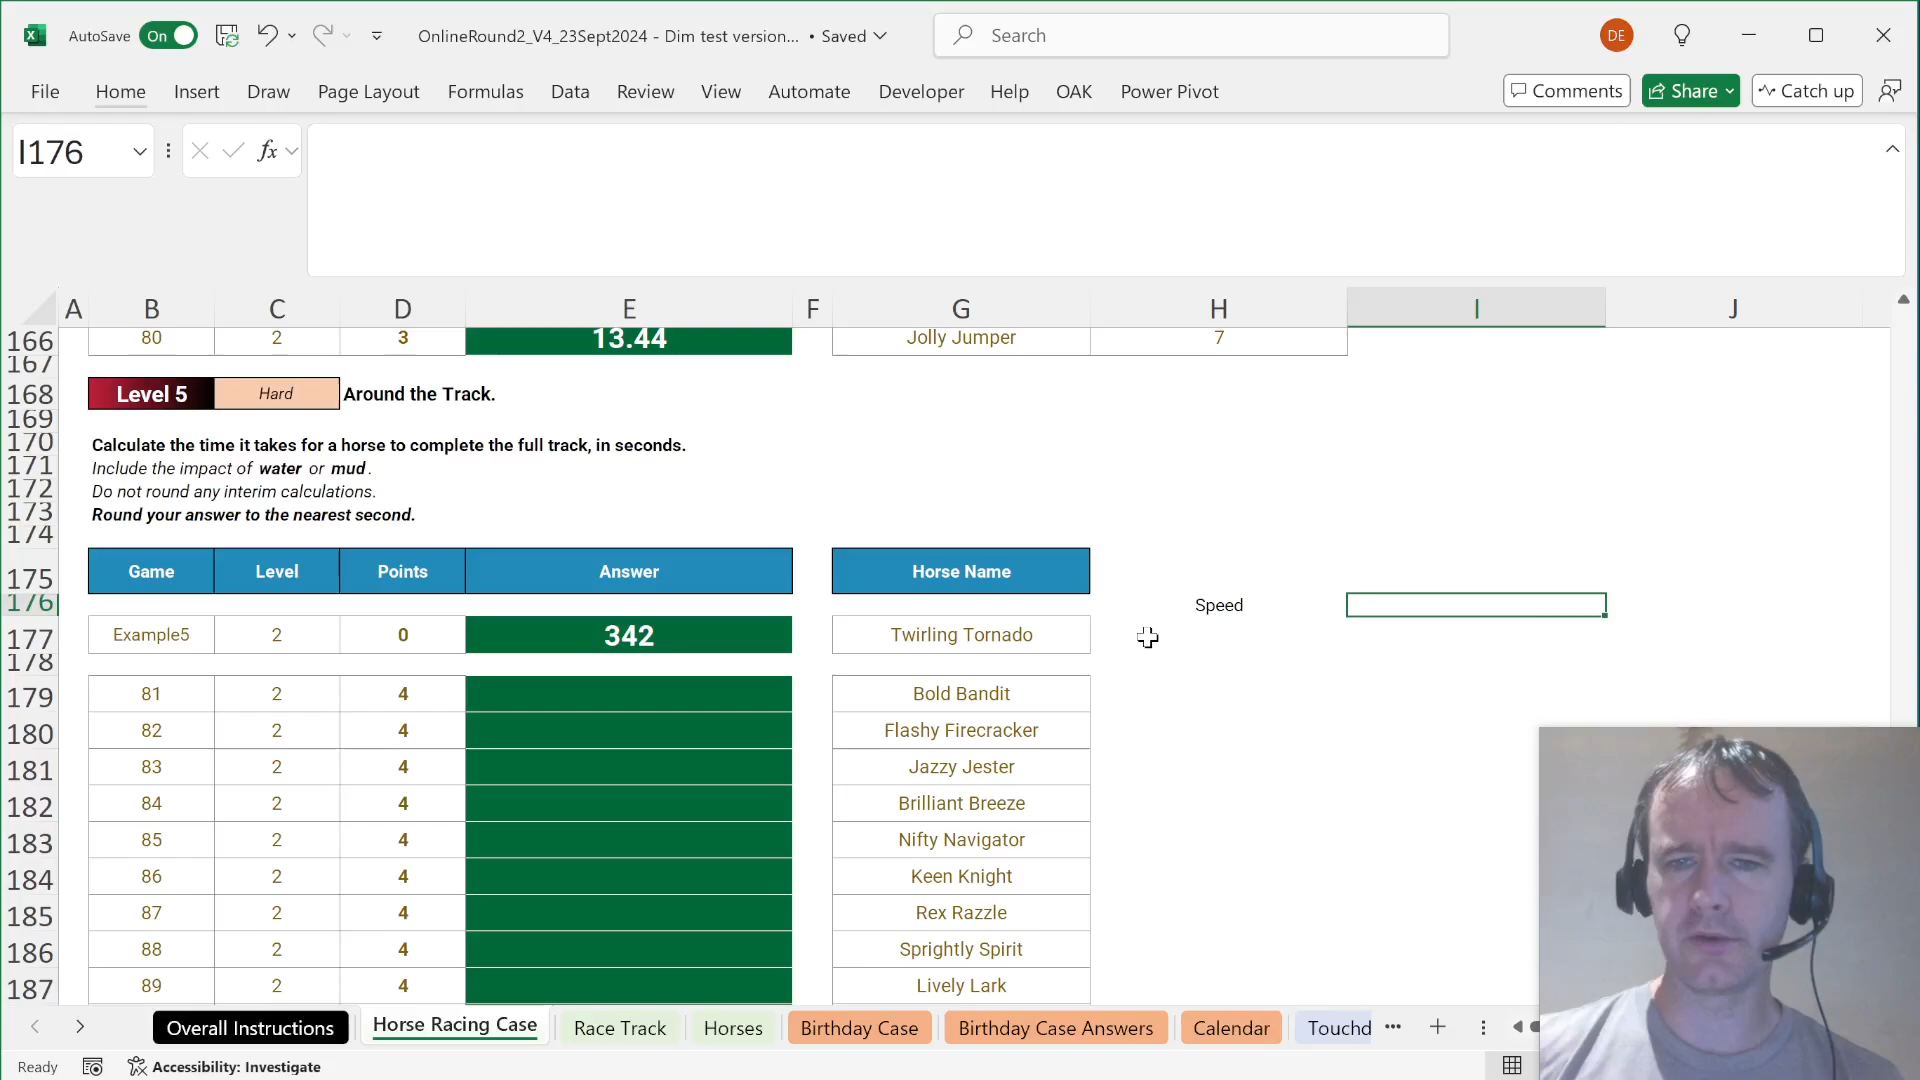 AutoSave On OnlineRound2_V4_23Sept2024 - Dim test version... • Saved Search DE
File Home Insert Draw Page Layout Formulas Data Review View Automate Developer Help OAK Power Pivot Comments Share Catch up
I176 fx
A B C D E F G H I J
166 80 2 3 13.44 Jolly Jumper 7
167
168 Level 5 Hard Around the Track.
169
170 Calculate the time it takes for a horse to complete the full track, in seconds.
171 Include the impact of water or mud .
172 Do not round any interim calculations.
173 Round your answer to the nearest second.
174
175 Game Level Points Answer Horse Name
176 Speed
177 Example5 2 0 342 Twirling Tornado
178
179 81 2 4 Bold Bandit
180 82 2 4 Flashy Firecracker
181 83 2 4 Jazzy Jester
182 84 2 4 Brilliant Breeze
183 85 2 4 Nifty Navigator
184 86 2 4 Keen Knight
185 87 2 4 Rex Razzle
186 88 2 4 Sprightly Spirit
187 89 2 4 Lively Lark
Overall Instructions Horse Racing Case Race Track Horses Birthday Case Birthday Case Answers Calendar Touchd ...
Ready Accessibility: Investigate